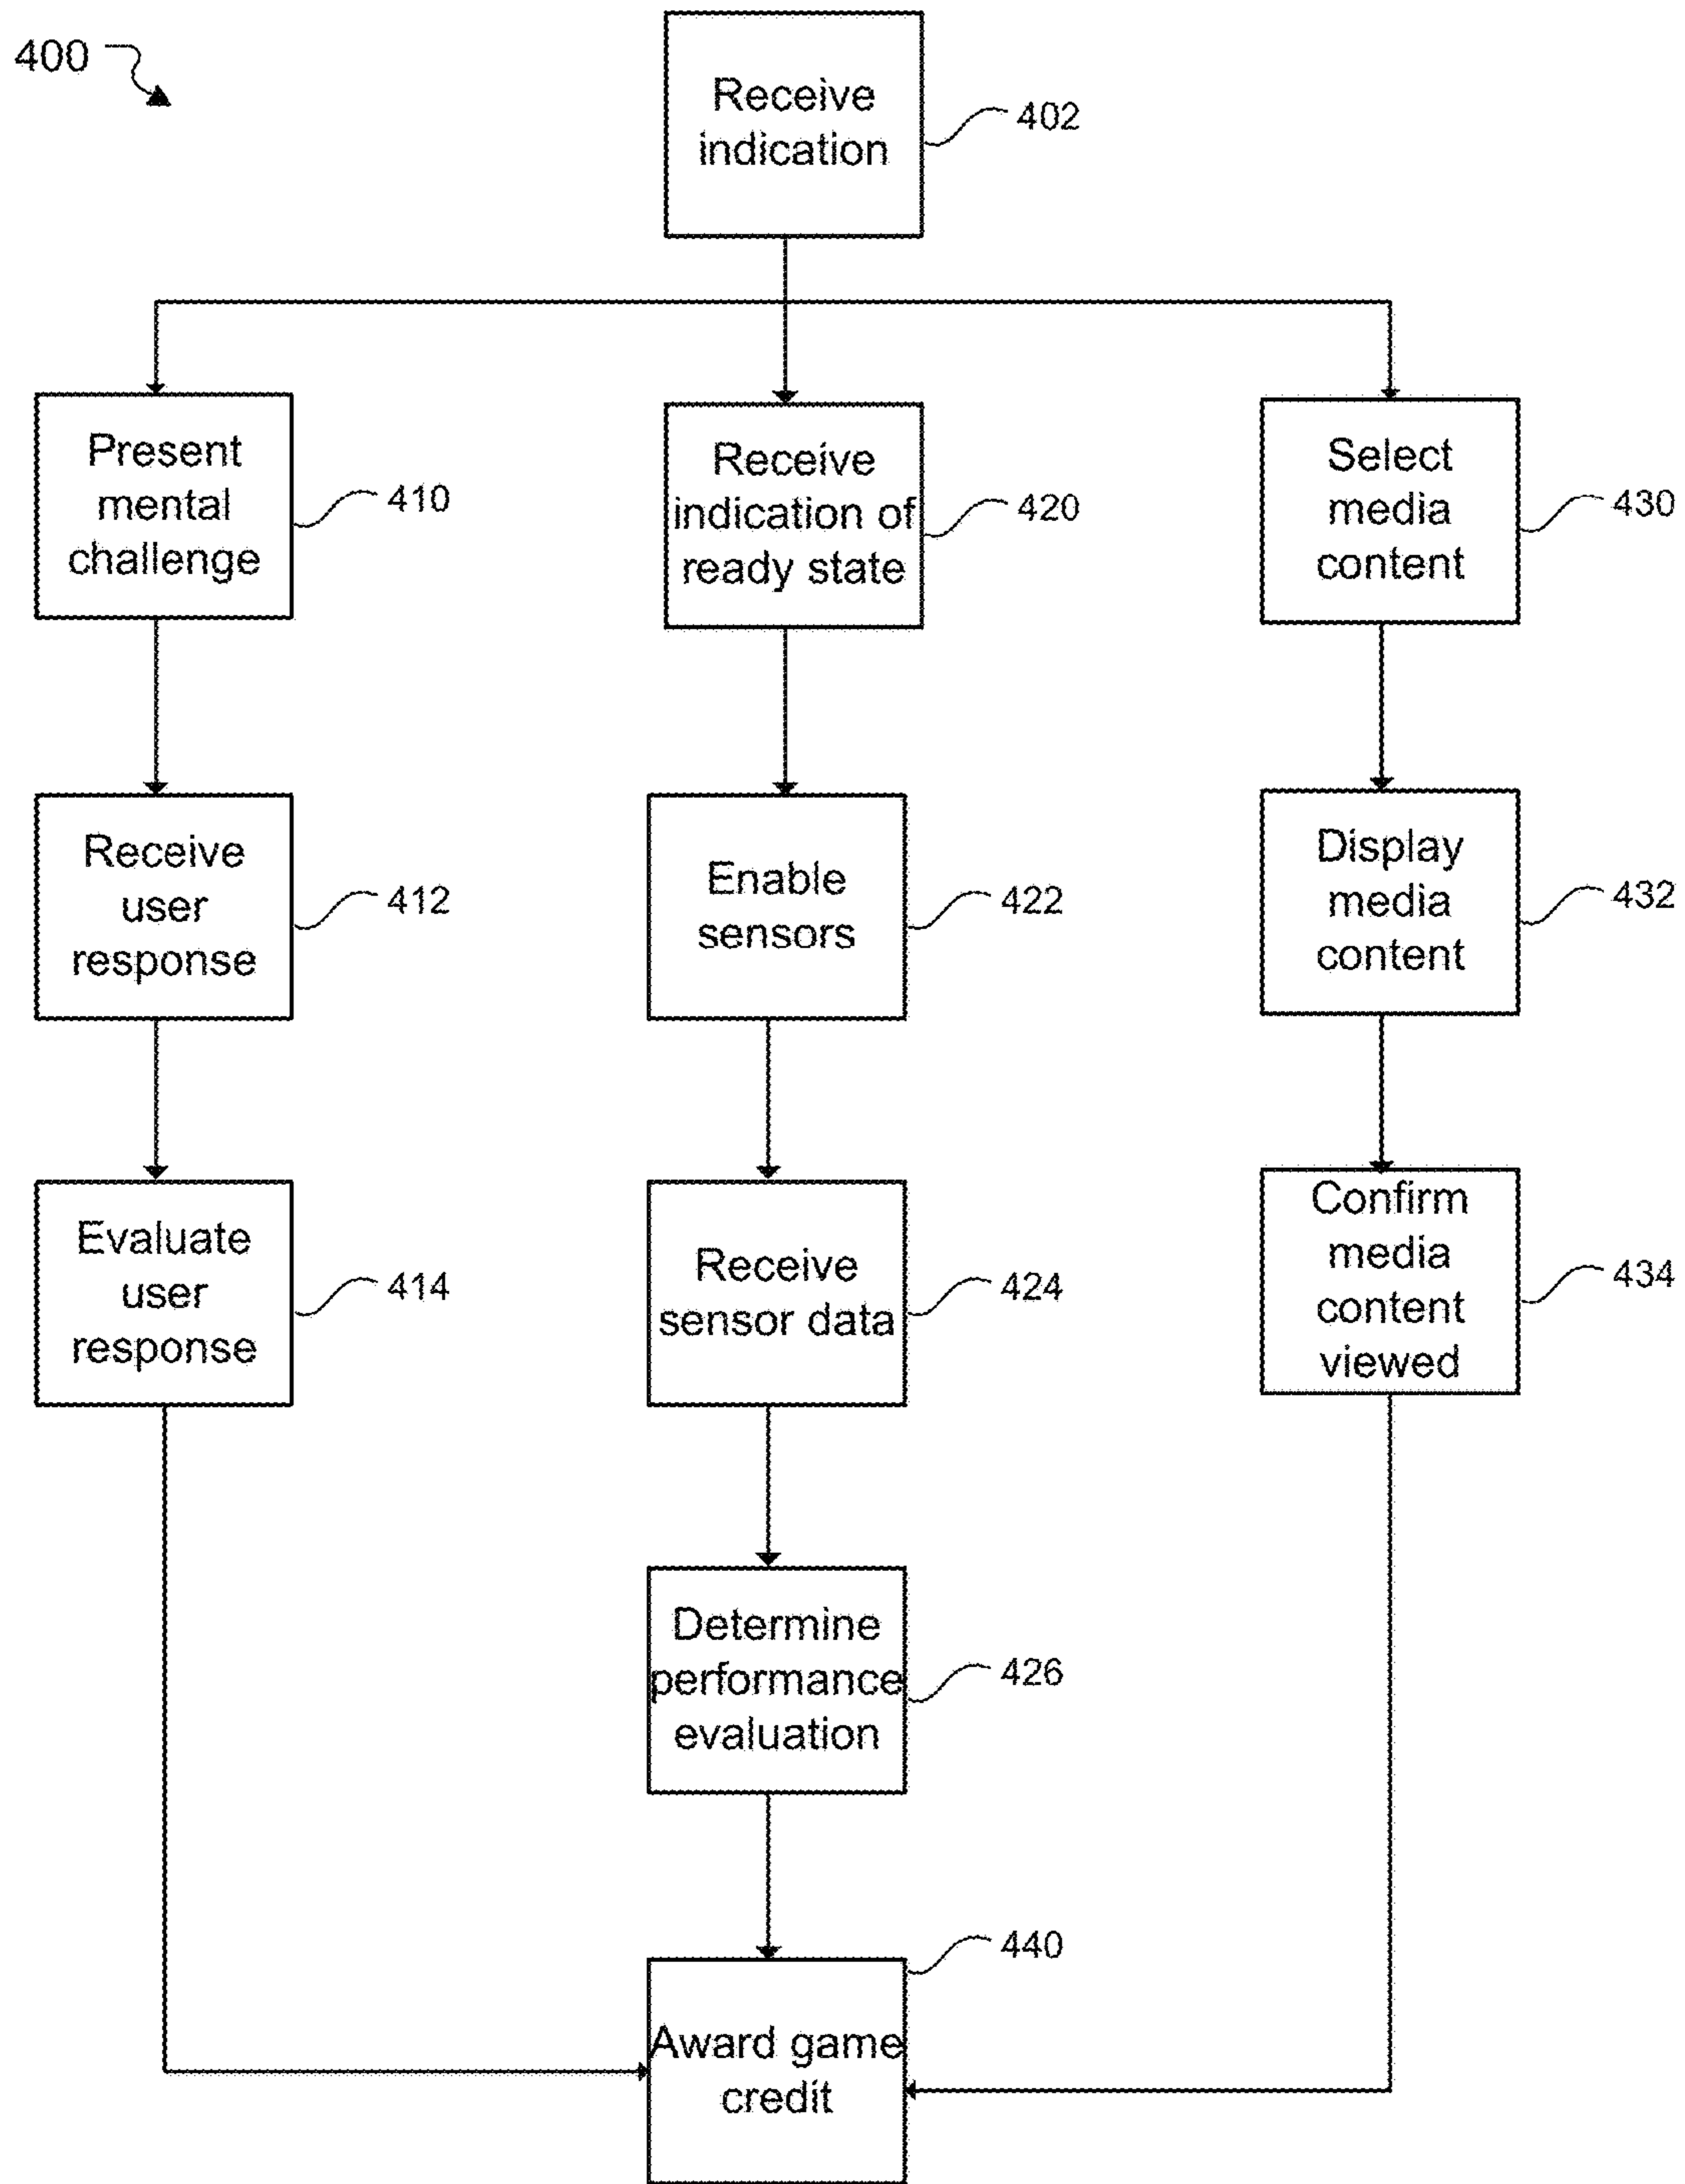 400
Receive
indication
402
Present
mental
challenge
410
Receive
indication of
ready state
420
Select
media
content
430
Receive
user
response
412
Enable
sensors
422
Display
media
content
432
Evaluate
user
response
414
Receive
sensor data
424
Confirm
media
content
viewed
434
Determine
performance
evaluation
426
Award game
credit
440